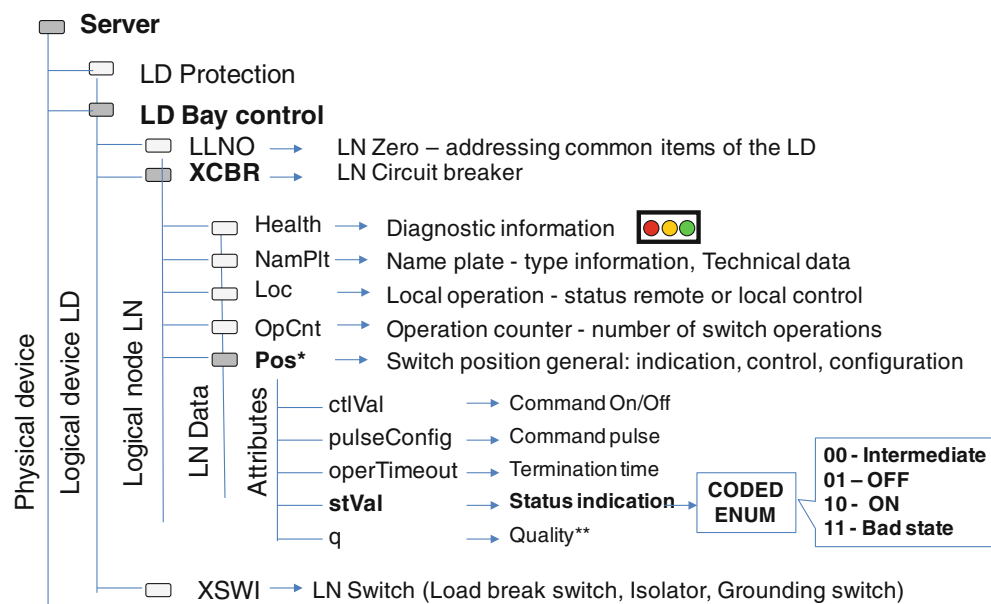 Server
LD Protection
LD Bay control
LLNO LN Zero – addressing common items of the LD
XCBR LN Circuit breaker
Health Diagnostic information
NamPlt Name plate - type information, Technical data
Loc Local operation - status remote or local control
OpCnt Operation counter - number of switch operations
Pos* Switch position general: indication, control, configuration
ctlVal Command On/Off
pulseConfig Command pulse
operTimeout Termination time
stVal Status indication
q Quality**
CODED
ENUM
00 - Intermediate
01 – OFF
10 - ON
11 - Bad state
XSWI LN Switch (Load break switch, Isolator, Grounding switch)
Physical device
Logical device LD
Logical node LN
LN Data
Attributes